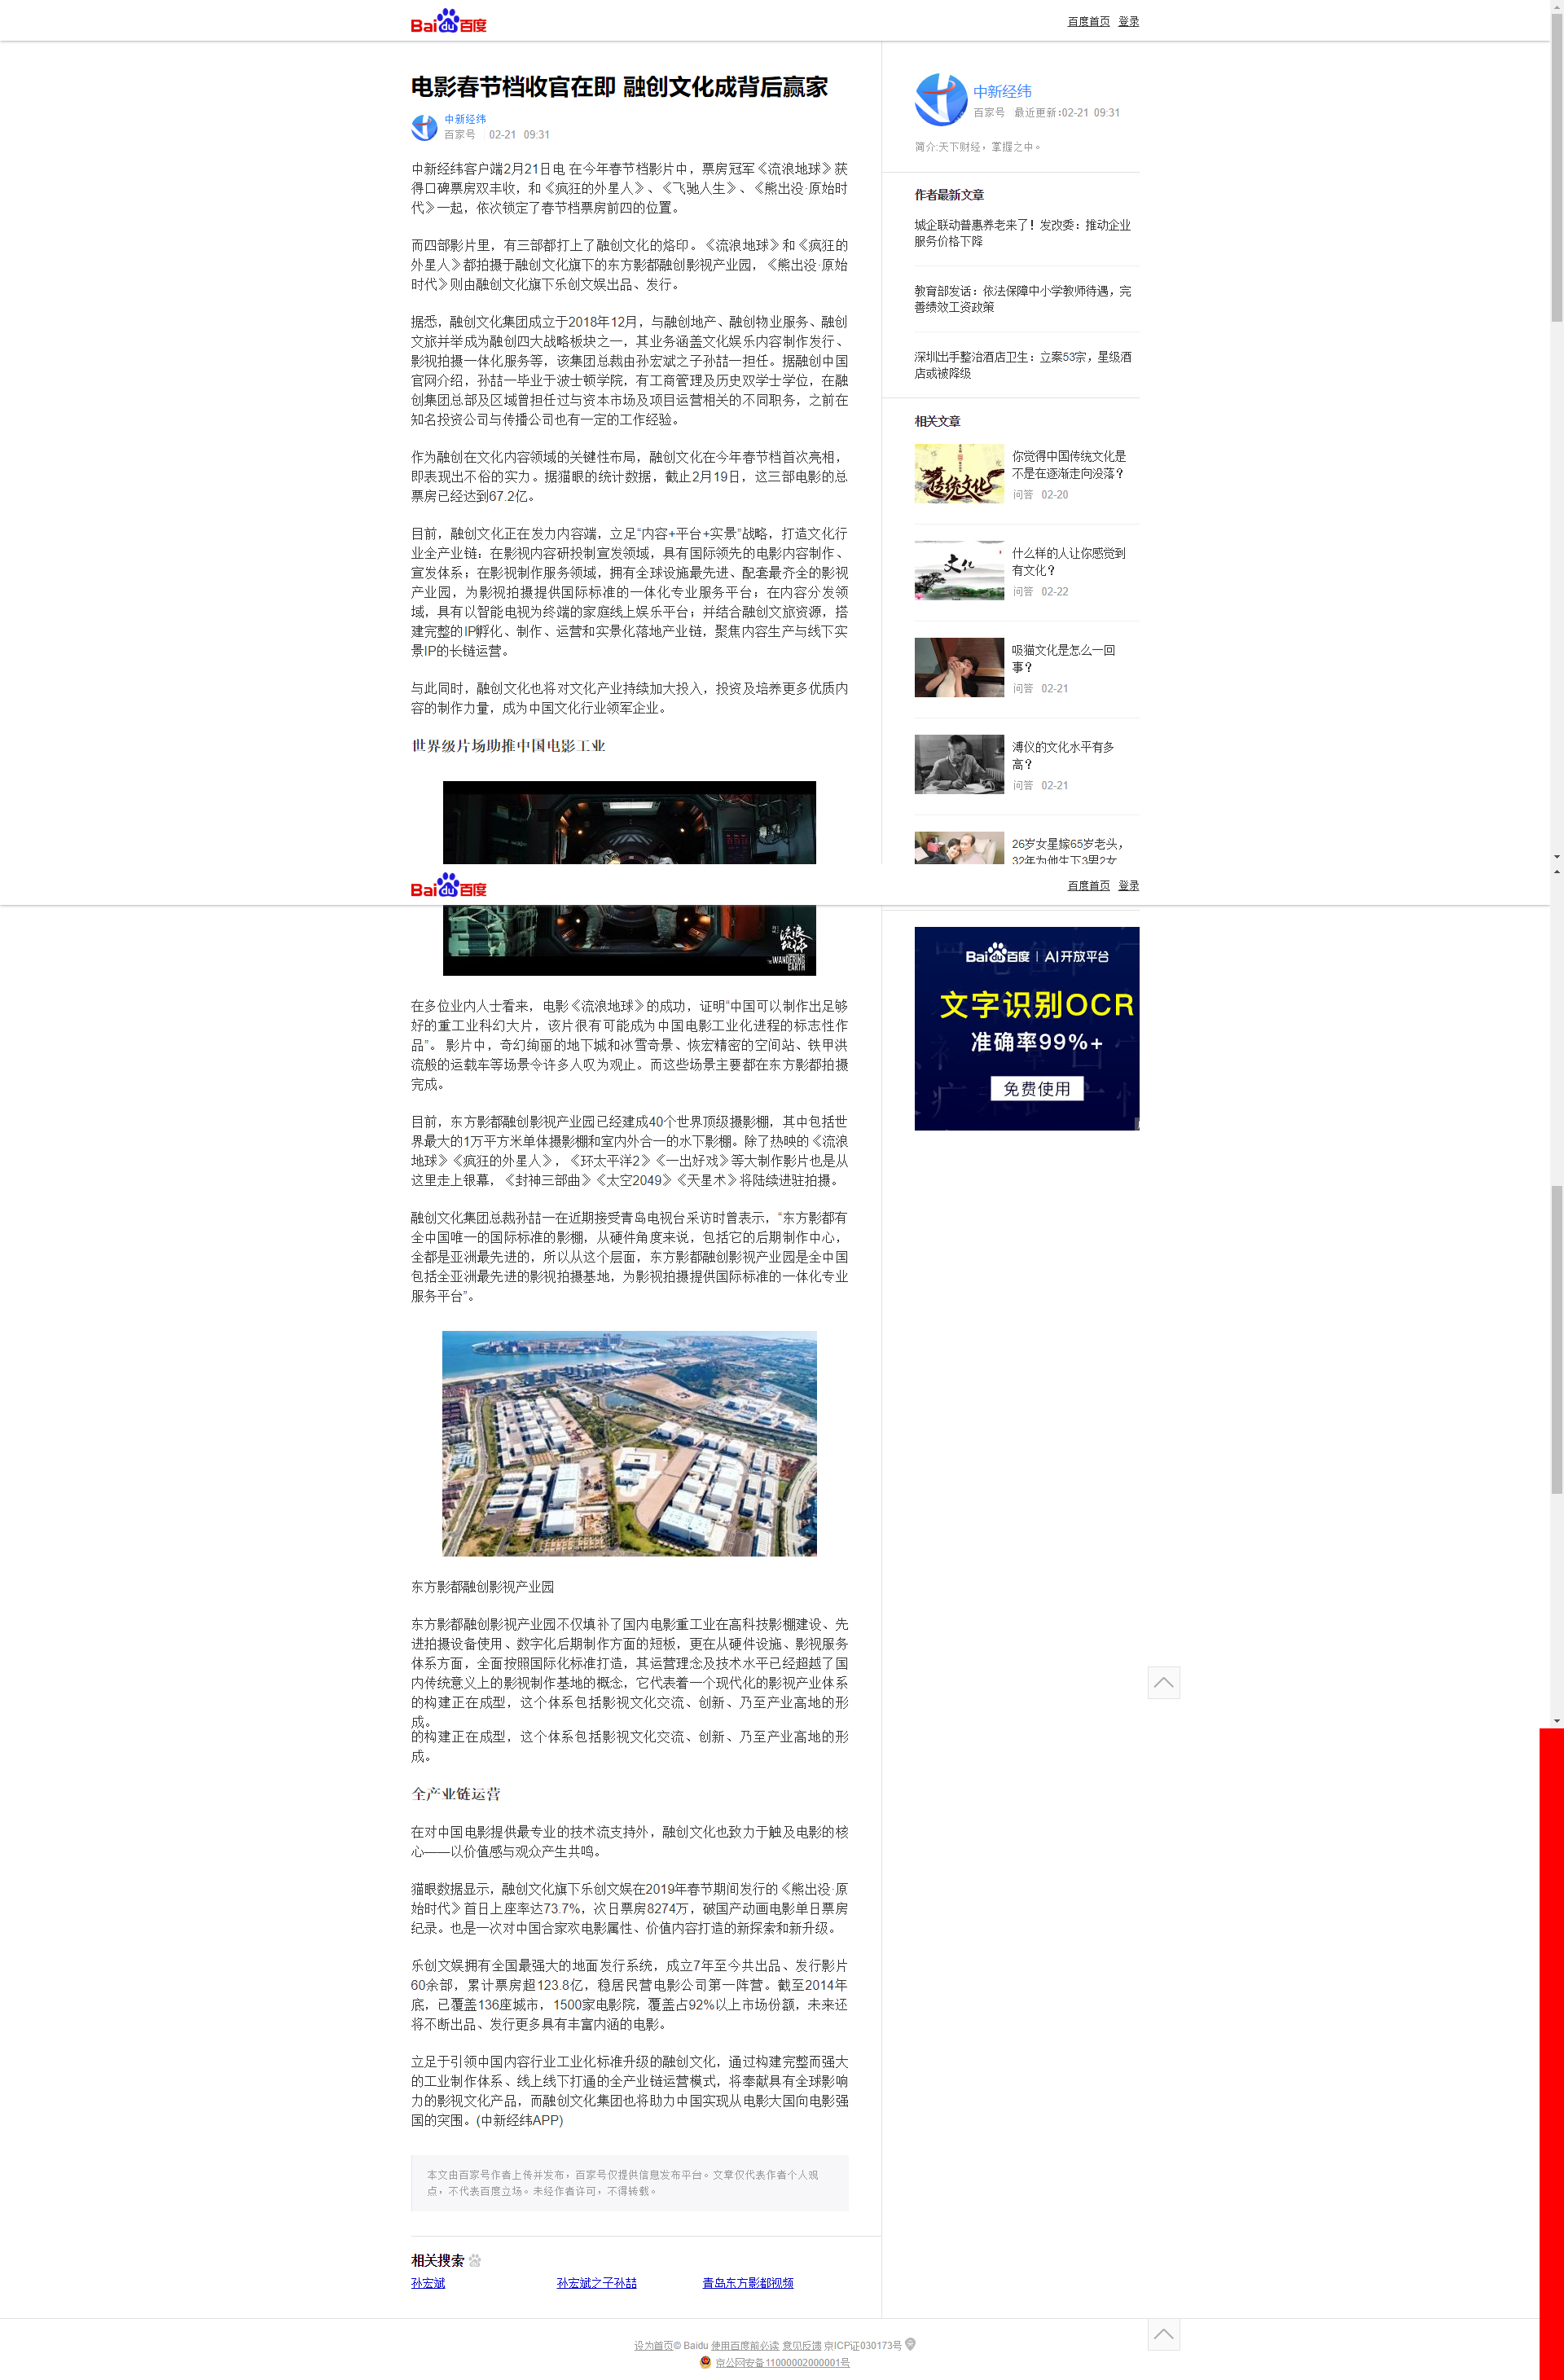 Bai du 百度
百度首页 登录
电影春节档收官在即 融创文化成背后赢家
中新经纬
百家号 02-21 09:31
中新经纬客户端2月21日电 在今年春节档影片中，票房冠军《流浪地球》获
得口碑票房双丰收，和《疯狂的外星人》、《飞驰人生》、《熊出没·原始时
代》一起，依次锁定了春节档票房前四的位置。
而四部影片里，有三部都打上了融创文化的烙印。《流浪地球》和《疯狂的
外星人》都拍摄于融创文化旗下的东方影都融创影视产业园，《熊出没·原始
时代》则由融创文化旗下乐创文娱出品、发行。
据悉，融创文化集团成立于2018年12月，与融创地产、融创物业服务、融创
文旅并举成为融创四大战略板块之一，其业务涵盖文化娱乐内容制作发行、
影视拍摄一体化服务等，该集团总裁由孙宏斌之子孙喆一担任。据融创中国
官网介绍，孙喆一毕业于波士顿学院，有工商管理及历史双学士学位，在融
创集团总部及区域曾担任过与资本市场及项目运营相关的不同职务，之前在
知名投资公司与传播公司也有一定的工作经验。
作为融创在文化内容领域的关键性布局，融创文化在今年春节档首次亮相，
即表现出不俗的实力。据猫眼的统计数据，截止2月19日，这三部电影的总
票房已经达到67.2亿。
目前，融创文化正在发力内容端，立足“内容+平台+实景”战略，打造文化行
业全产业链；在影视内容研投制宣发领域，具有国际领先的电影内容制作、
宣发体系；在影视制作服务领域，拥有全球设施最先进、配套最齐全的影视
产业园，为影视拍摄提供国际标准的一体化专业服务平台；在内容分发领
域，具有以智能电视为终端的家庭线上娱乐平台；并结合融创文旅资源，搭
建完整的IP孵化、制作、运营和实景化落地产业链，聚焦内容生产与线下实
景IP的长链运营。
与此同时，融创文化也将对文化产业持续加大投入，投资及培养更多优质内
容的制作力量，成为中国文化行业领军企业。
世界级片场助推中国电影工业
中新经纬
百家号 最近更新:02-21 09:31
简介:天下财经，掌握之中。
作者最新文章
城企联动普惠养老来了！发改委：推动企业
服务价格下降
教育部发话：依法保障中小学教师待遇，完
善绩效工资政策
深圳出手整治酒店卫生：立案53宗，星级酒
店或被降级
相关文章
传统文化
你觉得中国传统文化是
不是在逐渐走向没落？
问答 02-20
文化
什么样的人让你感觉到
有文化？
问答 02-22
吸猫文化是怎么一回
事？
问答 02-21
溥仪的文化水平有多
高？
问答 02-21
26岁女星嫁65岁老头，
32年为他生下3男2女
Bai du 百度
百度首页 登录
流浪地球
THE WANDERING
EARTH
Bai du 百度 | AI开放平台
文字识别OCR
准确率99%+
免费使用
在多位业内人士看来，电影《流浪地球》的成功，证明“中国可以制作出足够
好的重工业科幻大片，该片很有可能成为中国电影工业化进程的标志性作
品”。 影片中，奇幻绚丽的地下城和冰雪奇景、恢宏精密的空间站、铁甲洪
流般的运载车等场景令许多人叹为观止。而这些场景主要都在东方影都拍摄
完成。
目前，东方影都融创影视产业园已经建成40个世界顶级摄影棚，其中包括世
界最大的1万平方米单体摄影棚和室内外合一的水下影棚。除了热映的《流浪
地球》《疯狂的外星人》，《环太平洋2》《一出好戏》等大制作影片也是从
这里走上银幕，《封神三部曲》《太空2049》《天星术》将陆续进驻拍摄。
融创文化集团总裁孙喆一在近期接受青岛电视台采访时曾表示，“东方影都有
全中国唯一的国际标准的影棚，从硬件角度来说，包括它的后期制作中心，
全都是亚洲最先进的，所以从这个层面，东方影都融创影视产业园是全中国
包括全亚洲最先进的影视拍摄基地，为影视拍摄提供国际标准的一体化专业
服务平台”。
东方影都融创影视产业园
东方影都融创影视产业园不仅填补了国内电影重工业在高科技影棚建设、先
进拍摄设备使用、数字化后期制作方面的短板，更在从硬件设施、影视服务
体系方面，全面按照国际化标准打造，其运营理念及技术水平已经超越了国
内传统意义上的影视制作基地的概念，它代表着一个现代化的影视产业体系
的构建正在成型，这个体系包括影视文化交流、创新、乃至产业高地的形
成。
的构建正在成型，这个体系包括影视文化交流、创新、乃至产业高地的形
成。
全产业链运营
在对中国电影提供最专业的技术流支持外，融创文化也致力于触及电影的核
心——以价值感与观众产生共鸣。
猫眼数据显示，融创文化旗下乐创文娱在2019年春节期间发行的《熊出没·原
始时代》首日上座率达73.7%，次日票房8274万，破国产动画电影单日票房
纪录。也是一次对中国合家欢电影属性、价值内容打造的新探索和新升级。
乐创文娱拥有全国最强大的地面发行系统，成立7年至今共出品、发行影片
60余部，累计票房超123.8亿，稳居民营电影公司第一阵营。截至2014年
底，已覆盖136座城市，1500家电影院，覆盖占92%以上市场份额，未来还
将不断出品、发行更多具有丰富内涵的电影。
立足于引领中国内容行业工业化标准升级的融创文化，通过构建完整而强大
的工业制作体系、线上线下打通的全产业链运营模式，将奉献具有全球影响
力的影视文化产品，而融创文化集团也将助力中国实现从电影大国向电影强
国的突围。(中新经纬APP)
本文由百家号作者上传并发布，百家号仅提供信息发布平台。文章仅代表作者个人观
点，不代表百度立场。未经作者许可，不得转载。
相关搜索
孙宏斌 孙宏斌之子孙喆 青岛东方影都视频
设为首页© Baidu 使用百度前必读 意见反馈 京ICP证030173号
京公网安备11000002000001号